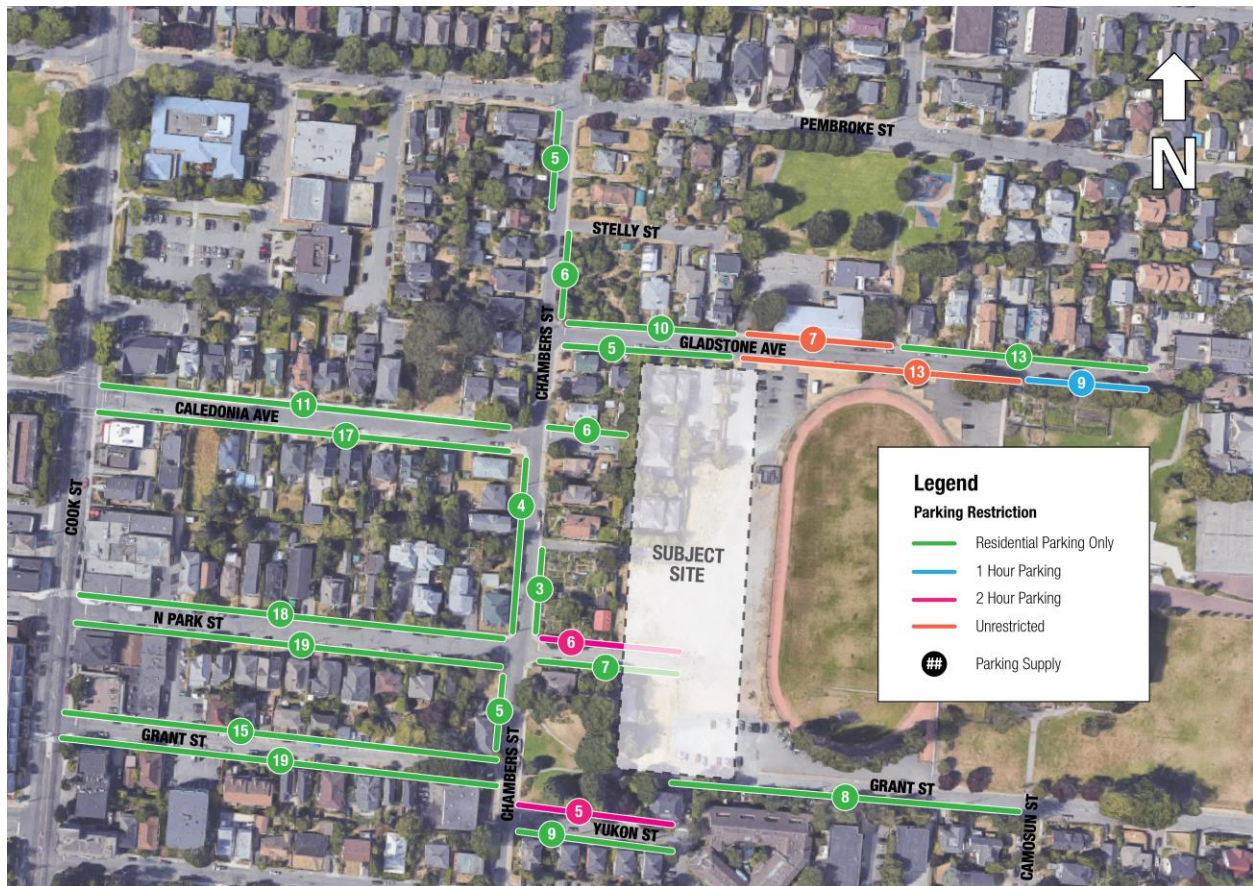 N
PEMBROKE ST
5
STELLY ST
6
CHAMBERS ST
10
7
GLADSTONE AVE
5
13
13
9
11
CALEDONIA AVE
17
6
COOK ST
4
SUBJECT
SITE
3
18
N PARK ST
19
6
7
5
15
GRANT ST
19
CHAMBERS ST
5
YUKON ST
9
GRANT ST
8
CAMOSUN ST
Legend
Parking Restriction
Residential Parking Only
1 Hour Parking
2 Hour Parking
Unrestricted
## Parking Supply